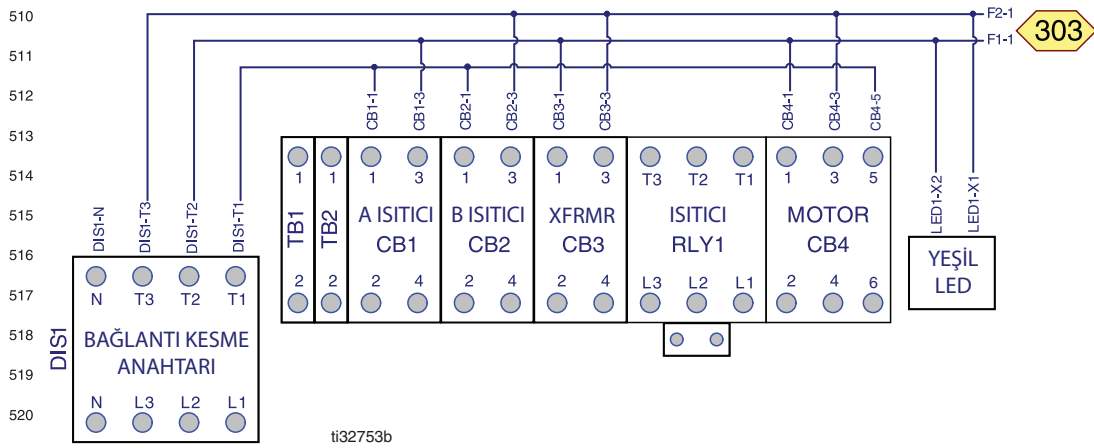 510
511
512
513
514
515
516
517
518
519
520
F2-1
F1-1
303
CB1-1
CB1-3
CB2-1
CB2-3
CB3-1
CB3-3
CB4-1
CB4-3
CB4-5
DIS1-N
DIS1-T3
DIS1-T2
DIS1-T1
LED1-X2
LED1-X1
1 1 1 3 1 3 1 3 T3 T2 T1 1 3 5
TB1
TB2
A ISITICI
CB1
B ISITICI
CB2
XFRMR
CB3
ISITICI
RLY1
MOTOR
CB4
2 2 2 4 2 4 2 4 L3 L2 L1 2 4 6
YEŞİL
LED
DIS1
N T3 T2 T1
BAĞLANTI KESME
ANAHTARI
N L3 L2 L1
ti32753b